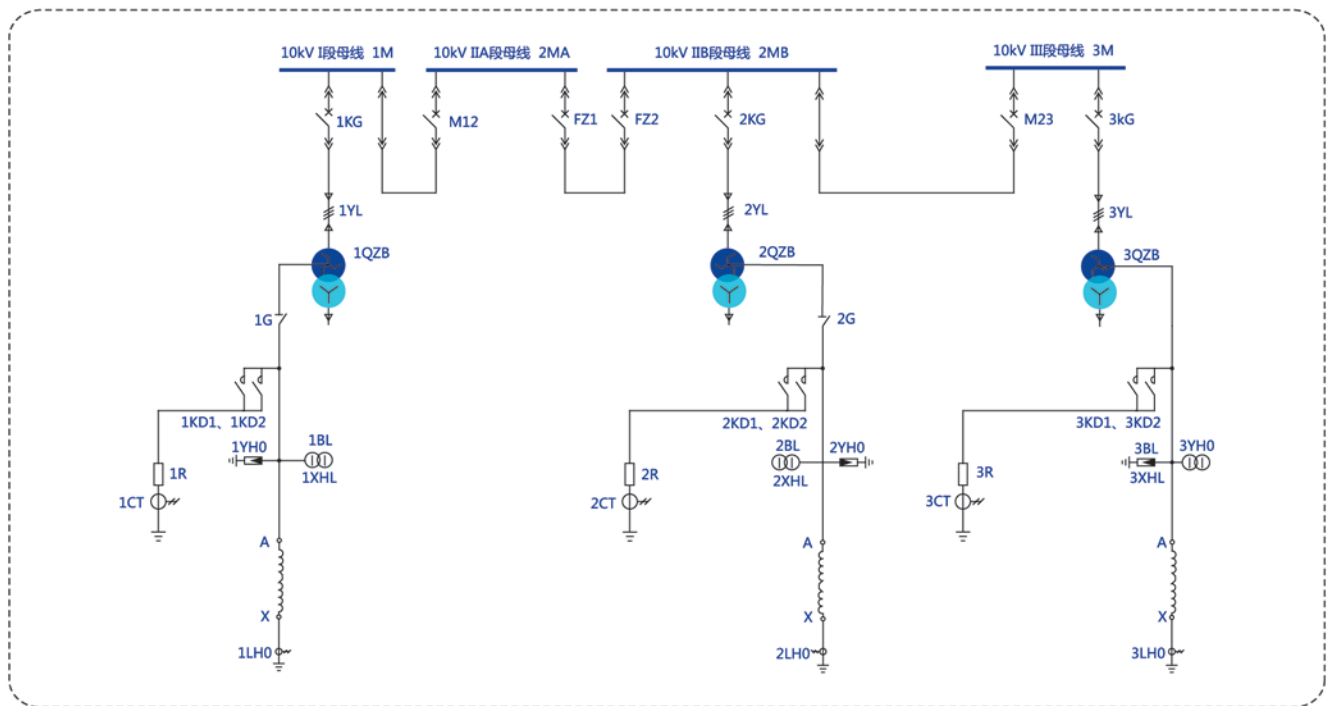 10kV I段母线 1M
10kV IIA段母线 2MA
10kV IIB段母线 2MB
10kV III段母线 3M
1KG
M12
FZ1
FZ2
2KG
M23
3kG
1YL
2YL
3YL
1QZB
2QZB
3QZB
1G
2G
1KD1、1KD2
2KD1、2KD2
3KD1、3KD2
1YH0
1BL
2BL
2YH0
3BL
3YH0
1R
1XHL
2R
2XHL
3R
3XHL
1CT
2CT
3CT
A
A
A
X
X
X
1LH0
2LH0
3LH0